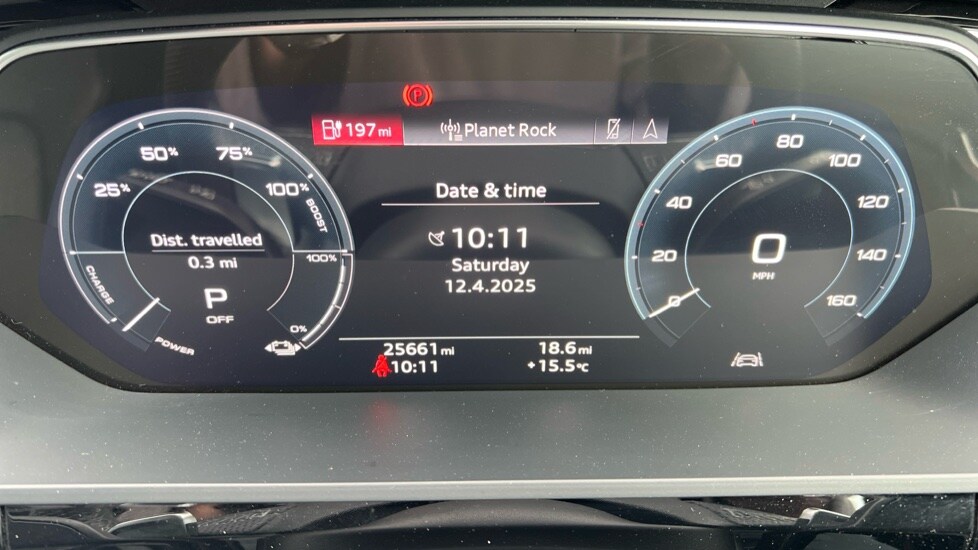 P
197 mi
Planet Rock
50% 75%
25% 100%
BOOST
Dist. travelled
0.3 mi
100%
CHARGE
P
OFF
0%
POWER
Date & time
10:11
Saturday
12.4.2025
25661 mi 18.6 mi
10:11 +15.5°C
80
60 100
40 120
20 140
0 160
0
MPH